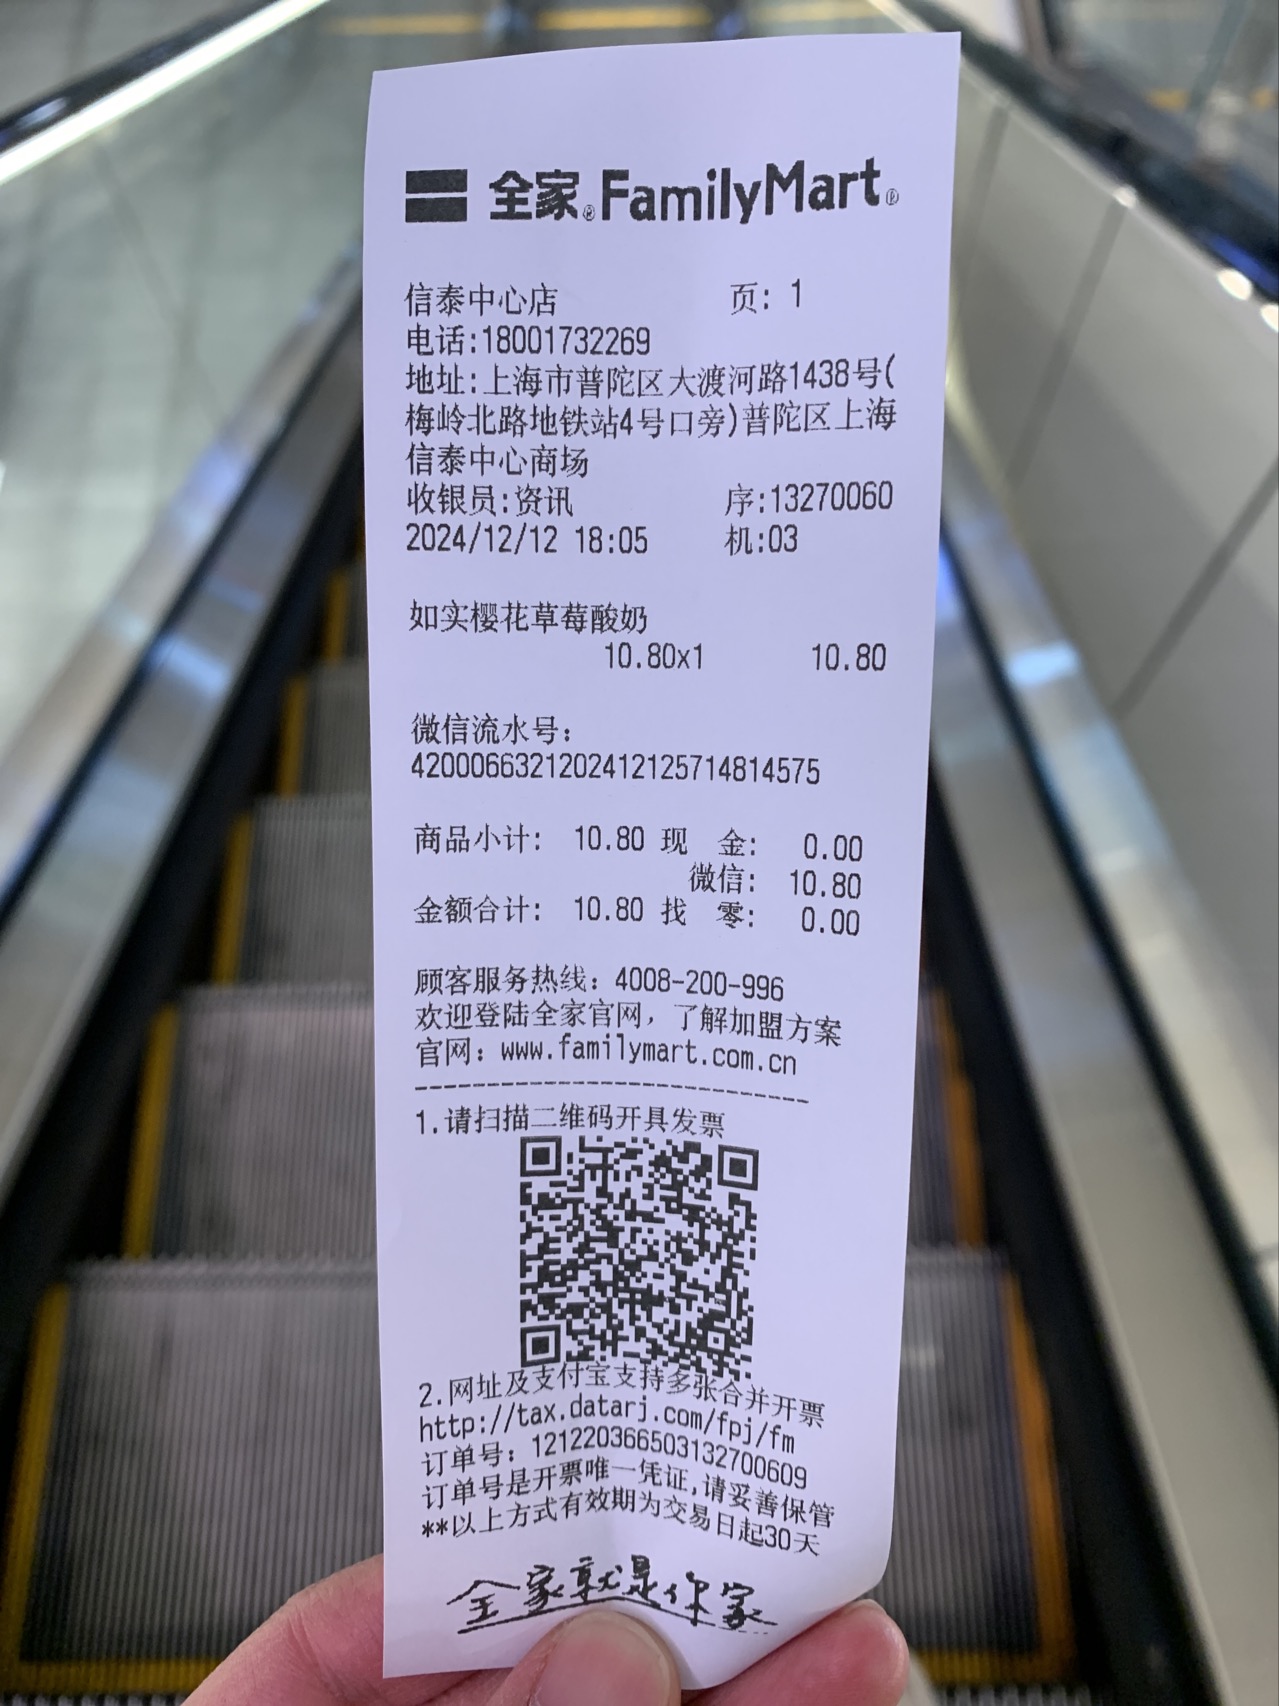 全家® FamilyMart®
信泰中心店 页: 1
电话:18001732269
地址:上海市普陀区大渡河路1438号(
梅岭北路地铁站4号口旁)普陀区上海
信泰中心商场
收银员:资讯 序:13270060
2024/12/12 18:05 机:03
如实樱花草莓酸奶
10.80x1 10.80
微信流水号:
4200066321202412125714814575
商品小计: 10.80 现 金: 0.00
微信: 10.80
金额合计: 10.80 找 零: 0.00
顾客服务热线: 4008-200-996
欢迎登陆全家官网, 了解加盟方案
官网: www.familymart.com.cn
--------------------------------
1.请扫描二维码开具发票
2.网址及支付宝支持多张合并开票
http://tax.datarj.com/fpj/fm
订单号: 121220366503132700609
订单号是开票唯一凭证,请妥善保管
**以上方式有效期为交易日起30天
全家就是你家